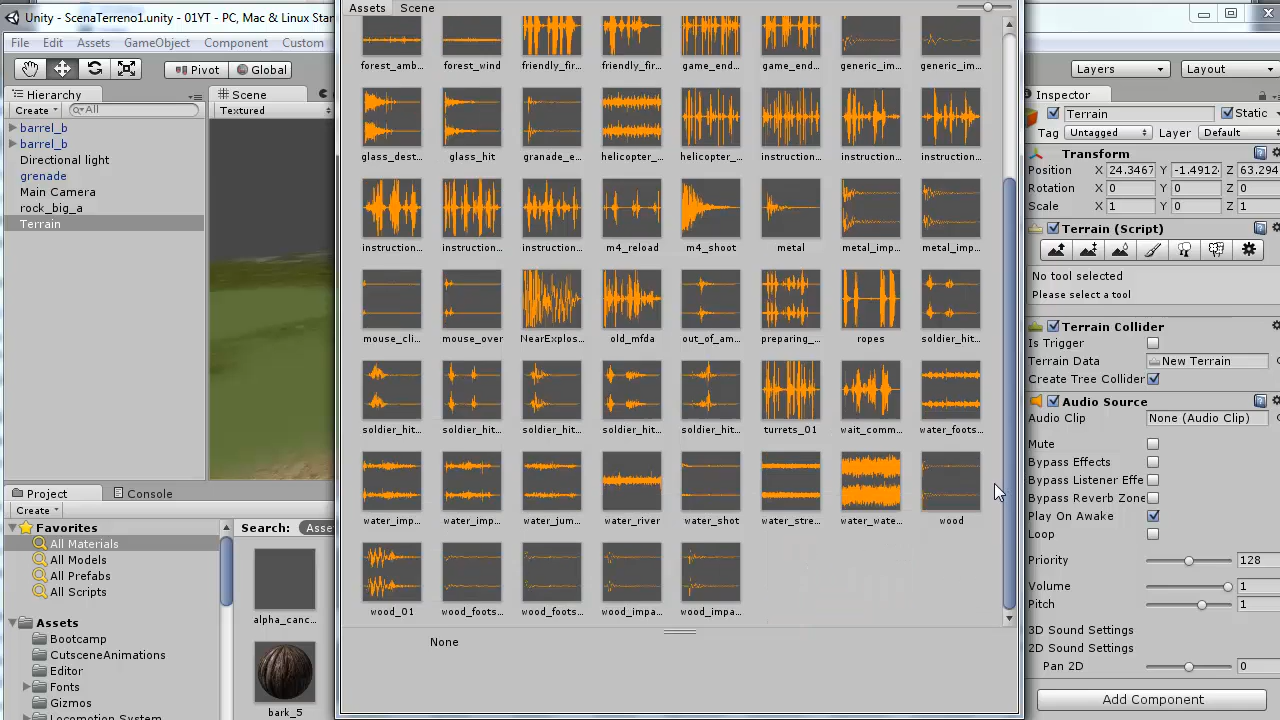 Unity - ScenaTerreno1.unity - 01YT - PC, Mac & Linux Stan
File Edit Assets GameObject Component Custom
Pivot Global
Layers Layout
Hierarchy
Create All
barrel_b
barrel_b
Directional light
grenade
Main Camera
rock_big_a
Terrain
Scene
Textured
Assets Scene
forest_amb... forest_wind friendly_fir... friendly_fir... game_end... game_end... generic_im... generic_im...
glass_dest... glass_hit granade_e... helicopter_... helicopter_... instruction... instruction... instruction...
instruction... instruction... instruction... m4_reload m4_shoot metal metal_imp... metal_imp...
mouse_cli... mouse_over NearExplos... old_mfda out_of_am... preparing_... ropes soldier_hit...
soldier_hit... soldier_hit... soldier_hit... soldier_hit... soldier_hit... turrets_01 wait_comm... water_foots...
water_imp... water_imp... water_jum... water_river water_shot water_stre... water_wate... wood
wood_01 wood_foots... wood_foots... wood_impa... wood_impa...
None
Project Console
Create
Favorites
All Materials
All Models
All Prefabs
All Scripts
Assets
Bootcamp
CutsceneAnimations
Editor
Fonts
Gizmos
Locomotion System
Search: Asse
alpha_canc...
bark_5
Inspector
Terrain Static
Tag Untagged Layer Default
Transform
Position X 24.3467 Y -1.4912 Z 63.294
Rotation X 0 Y 0 Z 0
Scale X 1 Y 1 Z 1
Terrain (Script)
No tool selected
Please select a tool
Terrain Collider
Is Trigger
Terrain Data New Terrain
Create Tree Collider
Audio Source
Audio Clip None (Audio Clip)
Mute
Bypass Effects
Bypass Listener Effe
Bypass Reverb Zone
Play On Awake
Loop
Priority 128
Volume 1
Pitch 1
3D Sound Settings
2D Sound Settings
Pan 2D 0
Add Component